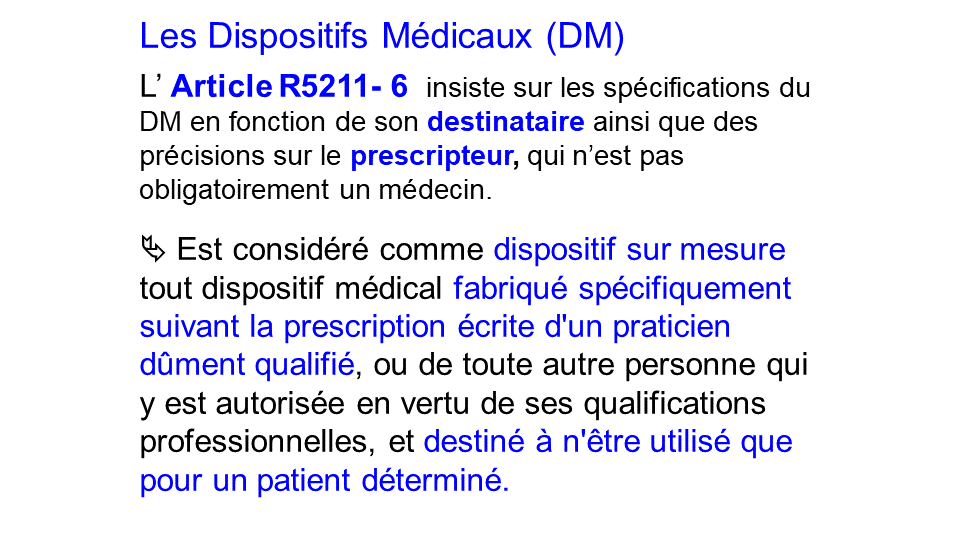 Les Dispositifs Médicaux (DM)
L’ Article R5211- 6 insiste sur les spécifications du
DM en fonction de son destinataire ainsi que des
précisions sur le prescripteur, qui n’est pas
obligatoirement un médecin.
⮱ Est considéré comme dispositif sur mesure
tout dispositif médical fabriqué spécifiquement
suivant la prescription écrite d'un praticien
dûment qualifié, ou de toute autre personne qui
y est autorisée en vertu de ses qualifications
professionnelles, et destiné à n'être utilisé que
pour un patient déterminé.